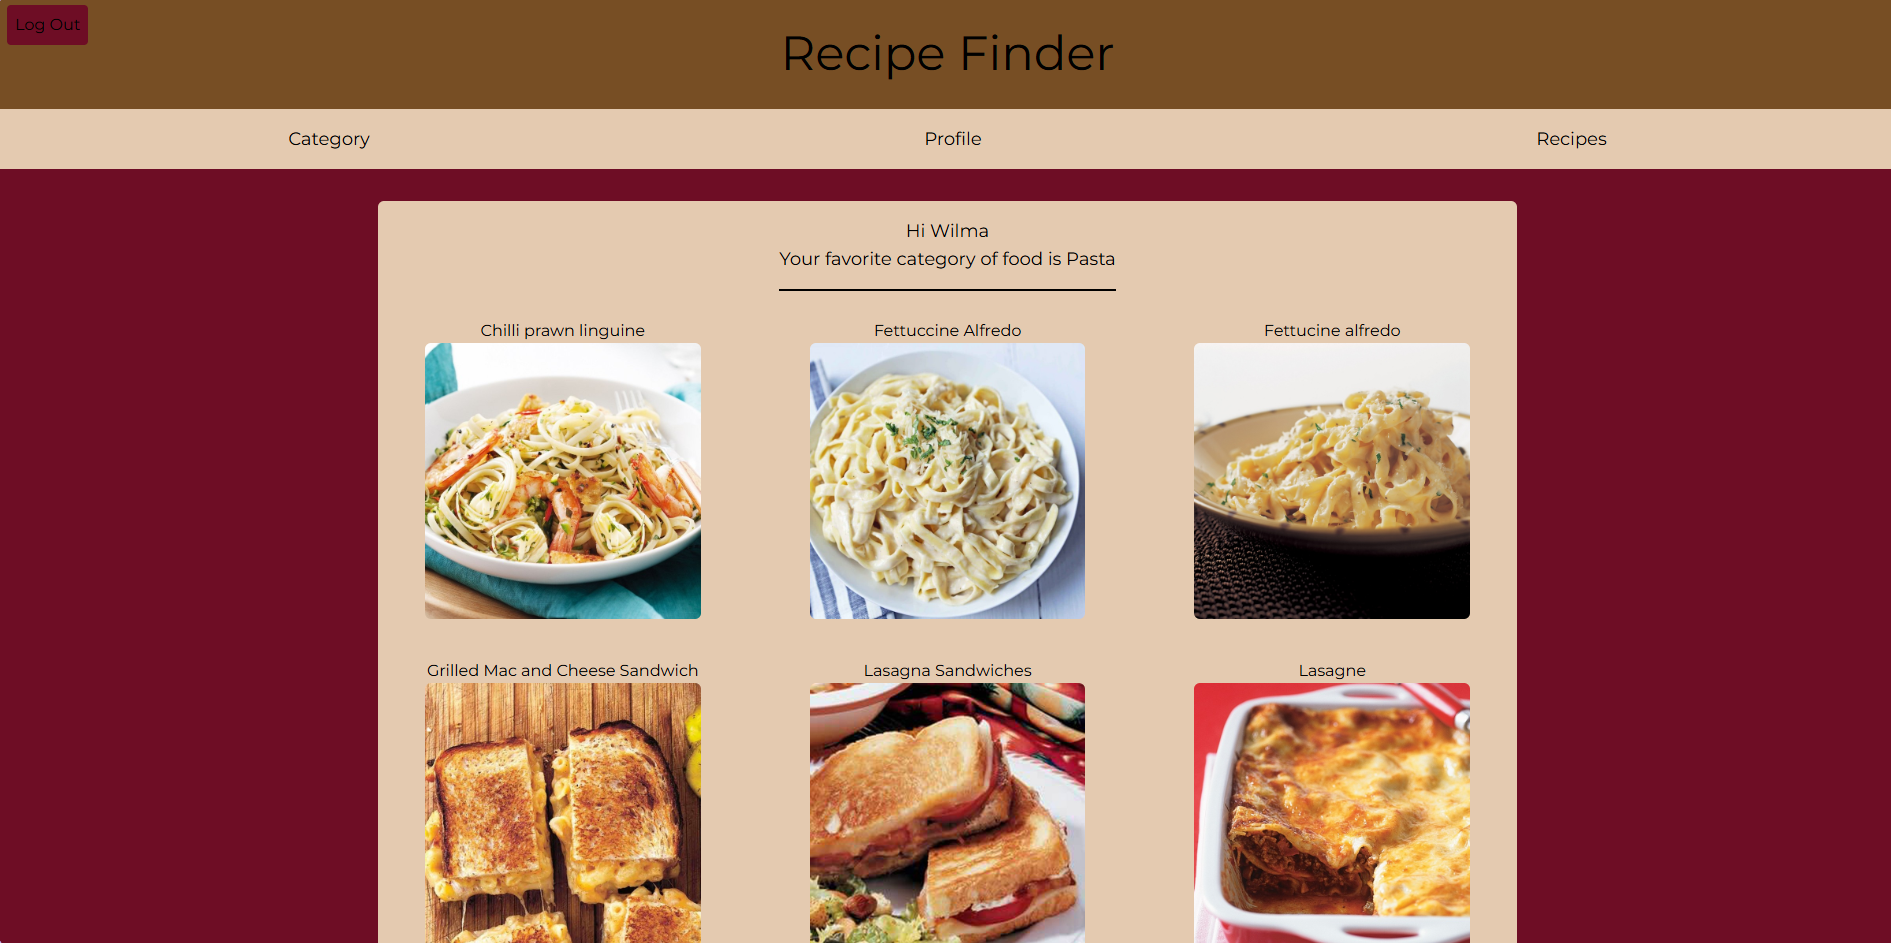 Log Out
Recipe Finder
Category
Profile
Recipes
Hi Wilma
Your favorite category of food is Pasta
Chilli prawn linguine
Fettuccine Alfredo
Fettucine alfredo
Grilled Mac and Cheese Sandwich
Lasagna Sandwiches
Lasagne